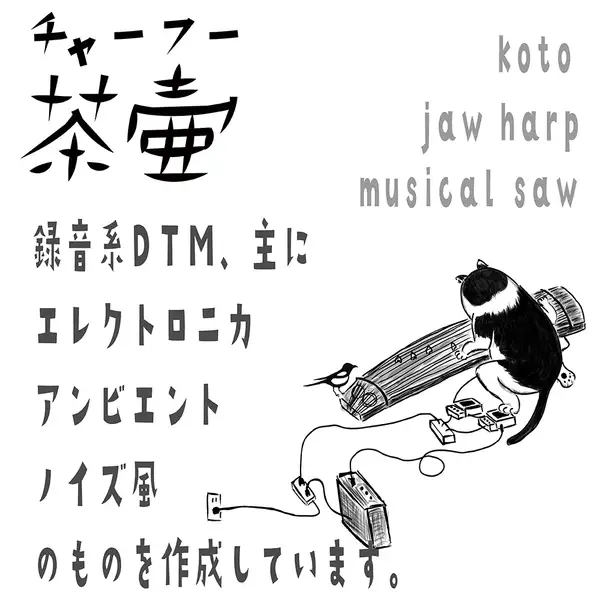 チャーフー
茶壷
koto
jaw harp
musical saw
録音系DTM、主に
エレクトロニカ
アンビエント
ノイズ風
のものを作成しています。